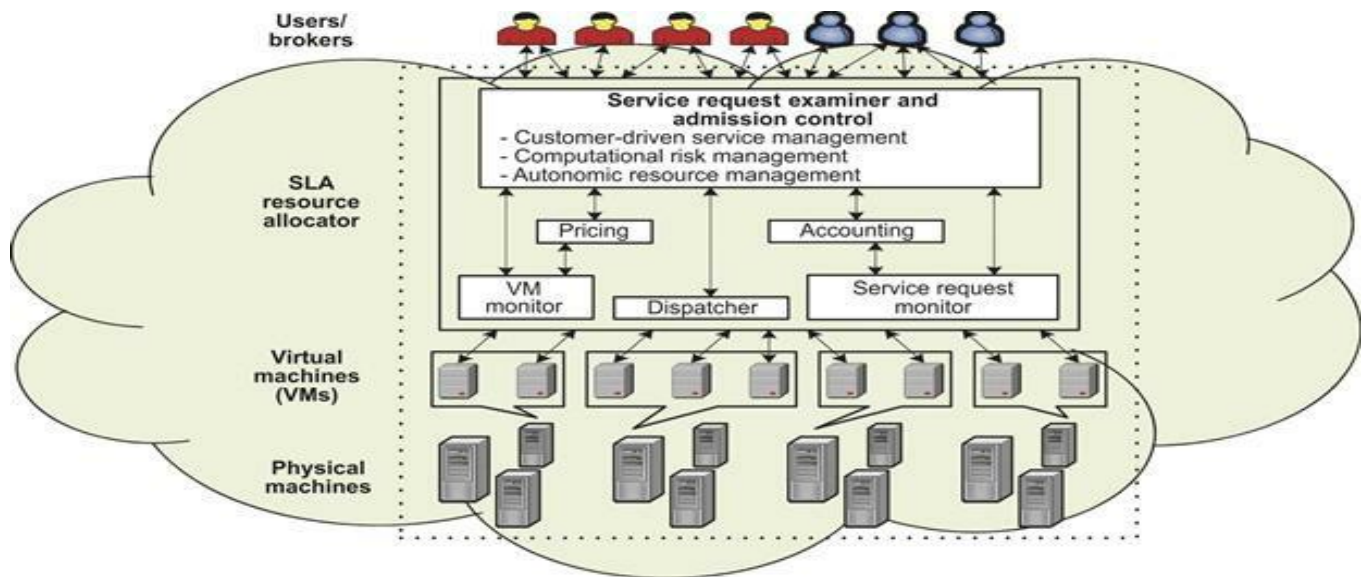 Users/
brokers
Service request examiner and
admission control
- Customer-driven service management
- Computational risk management
- Autonomic resource management
SLA
resource
allocator
Pricing
Accounting
VM
monitor
Dispatcher
Service request
monitor
Virtual
machines
(VMs)
Physical
machines